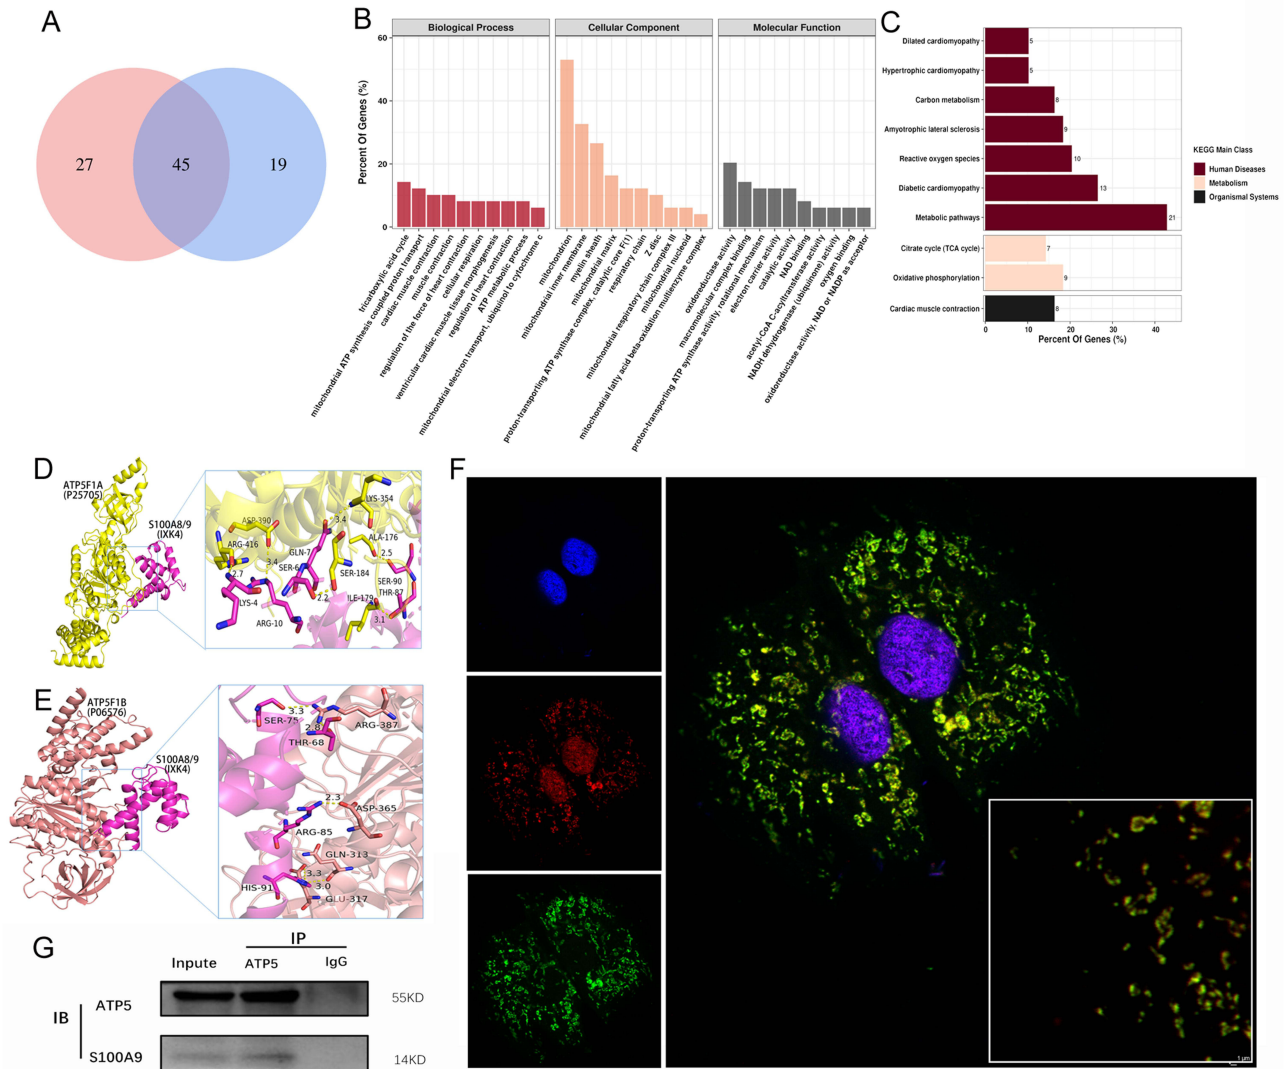 A
27
45
19
B
Biological Process
Cellular Component
Molecular Function
Percent Of Genes (%)
60
40
20
0
tricarboxylic acid cycle
mitochondrial ATP synthesis coupled proton transport
cardiac muscle contraction
muscle contraction
regulation of the force of heart contraction
cellular respiration
ventricular cardiac muscle tissue morphogenesis
regulation of heart contraction
ATP metabolic process
mitochondrial electron transport, ubiquinol to cytochrome c
mitochondrion
mitochondrial inner membrane
myelin sheath
mitochondrial matrix
proton-transporting ATP synthase complex, catalytic core F(1)
respiratory chain
Z disc
mitochondrial respiratory chain complex III
mitochondrial nucleoid
mitochondrial fatty acid beta-oxidation multienzyme complex
oxidoreductase activity
macromolecular complex binding
proton-transporting ATP synthase activity, rotational mechanism
electron carrier activity
catalytic activity
NAD binding
acetyl-CoA C-acyltransferase activity
NADH dehydrogenase (ubiquinone) activity
oxygen binding
oxidoreductase activity, NAD or NADP as acceptor
C
Dilated cardiomyopathy
5
Hypertrophic cardiomyopathy
5
Carbon metabolism
8
Amyotrophic lateral sclerosis
9
Reactive oxygen species
10
Diabetic cardiomyopathy
13
Metabolic pathways
21
Citrate cycle (TCA cycle)
7
Oxidative phosphorylation
9
Cardiac muscle contraction
8
0
10
20
30
40
Percent Of Genes (%)
KEGG Main Class
Human Diseases
Metabolism
Organismal Systems
D
ATP5F1A
(P25705)
S100A8/9
(IXK4)
LYS-354
3.4
ASP-390
ALA-176
ARG-416
GLN-7
2.5
3.4
SER-6
SER-184
2.7
SER-90
THR-87
LYS-4
2.2
ILE-179
ARG-10
3.1
E
ATP5F1B
(P06576)
S100A8/9
(IXK4)
3.3
SER-75
2.8
ARG-387
THR-68
2.3
ASP-365
ARG-85
GLN-313
3.3
HIS-91
3.0
GLU-317
F
1 μm
G
IP
Inpute
ATP5
IgG
IB
ATP5
55KD
S100A9
14KD